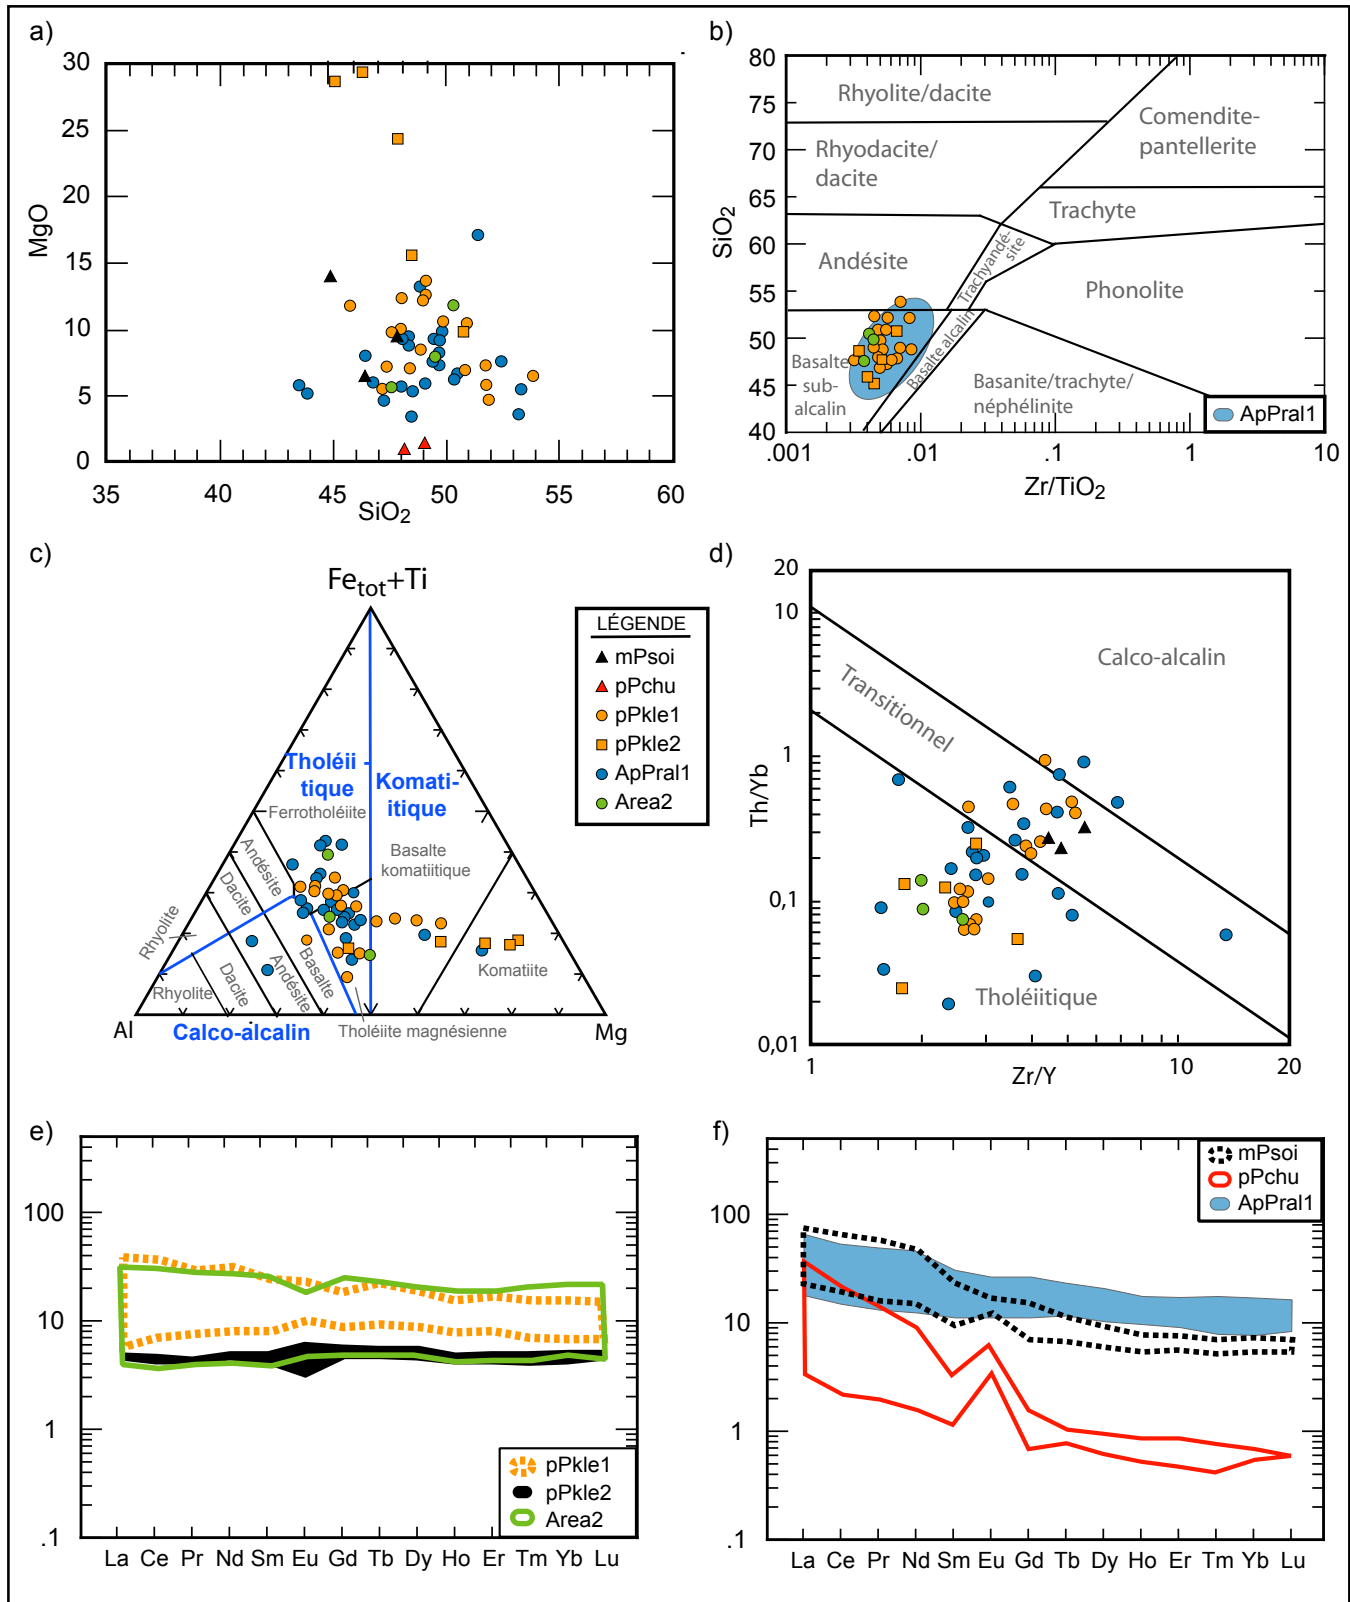 a)
MgO
30
25
20
15
10
5
0
35
40
45
50
55
60
SiO2
b)
SiO2
80
75
70
65
60
55
50
45
40
Rhyolite/dacite
Comendite-
pantellerite
Rhyodacite/
dacite
Trachyte
Andésite
Trachyandé-
site
Phonolite
Basalte
sub-
alcalin
Basalte alcalin
Basanite/trachyte/
néphélinite
ApPral1
.001
.01
.1
1
10
Zr/TiO2
c)
Fetot+Ti
Tholéii -
tique
Komati-
itique
Ferrotholéiite
Basalte
komatiitique
Andésite
Dacite
Rhyolite
Rhyolite
Dacite
Andésite
Basalte
Komatiite
Al
Calco-alcalin
Tholéiite magnésienne
Mg
LÉGENDE
mPsoi
pPchu
pPkle1
pPkle2
ApPral1
Area2
d)
Th/Yb
20
10
1
0.1
0,01
Calco-alcalin
Transitionnel
Tholéiitique
1
10
20
Zr/Y
e)
100
10
1
.1
pPkle1
pPkle2
Area2
La Ce Pr Nd Sm Eu Gd Tb Dy Ho Er Tm Yb Lu
f)
100
10
1
.1
mPsoi
pPchu
ApPral1
La Ce Pr Nd Sm Eu Gd Tb Dy Ho Er Tm Yb Lu